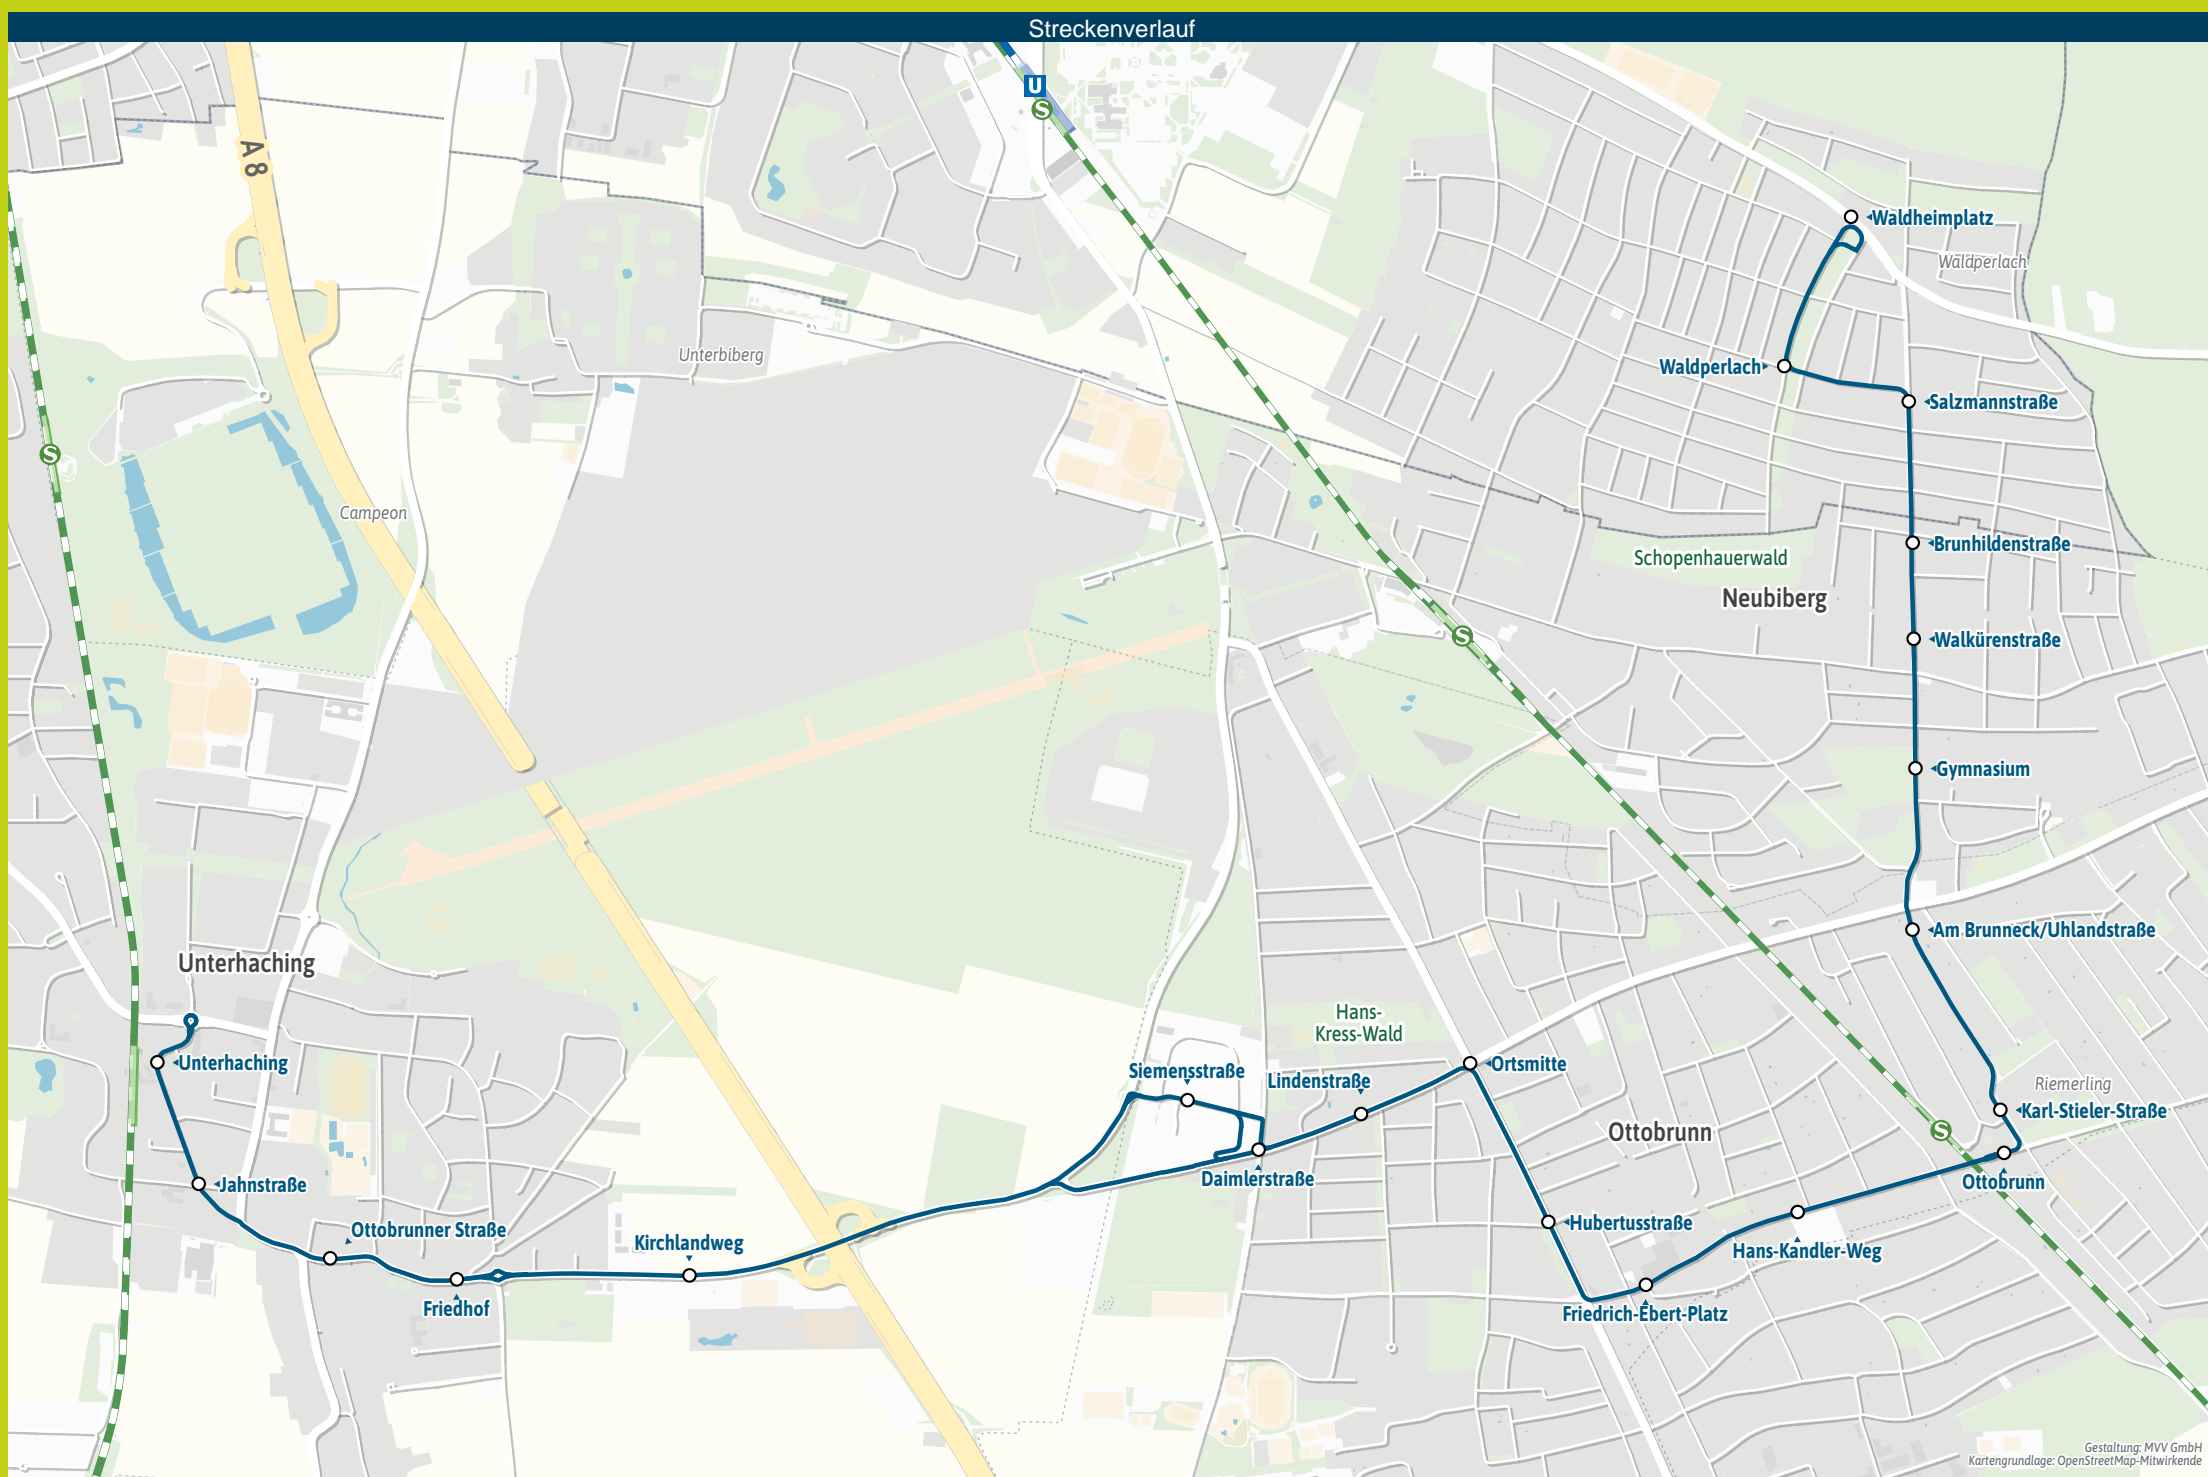 Streckenverlauf
U
S
A 8
Waldheimplatz
Waldperlach
Unterbiberg
Waldperlach
Salzmannstraße
S
Campeon
Brunhildenstraße
Schopenhauerwald
Neubiberg
S
Walkürenstraße
Gymnasium
Am Brunneck/Uhlandstraße
Unterhaching
Hans-
Kress-Wald
Unterhaching
Siemensstraße
Lindenstraße
Ortsmitte
Riemerling
Karl-Stieler-Straße
Ottobrunn
S
Jahnstraße
Daimlerstraße
Ottobrunn
Ottobrunner Straße
Hubertusstraße
Kirchlandweg
Hans-Kandler-Weg
Friedhof
Friedrich-Ebert-Platz
Gestaltung: MVV GmbH
Kartengrundlage: OpenStreetMap-Mitwirkende